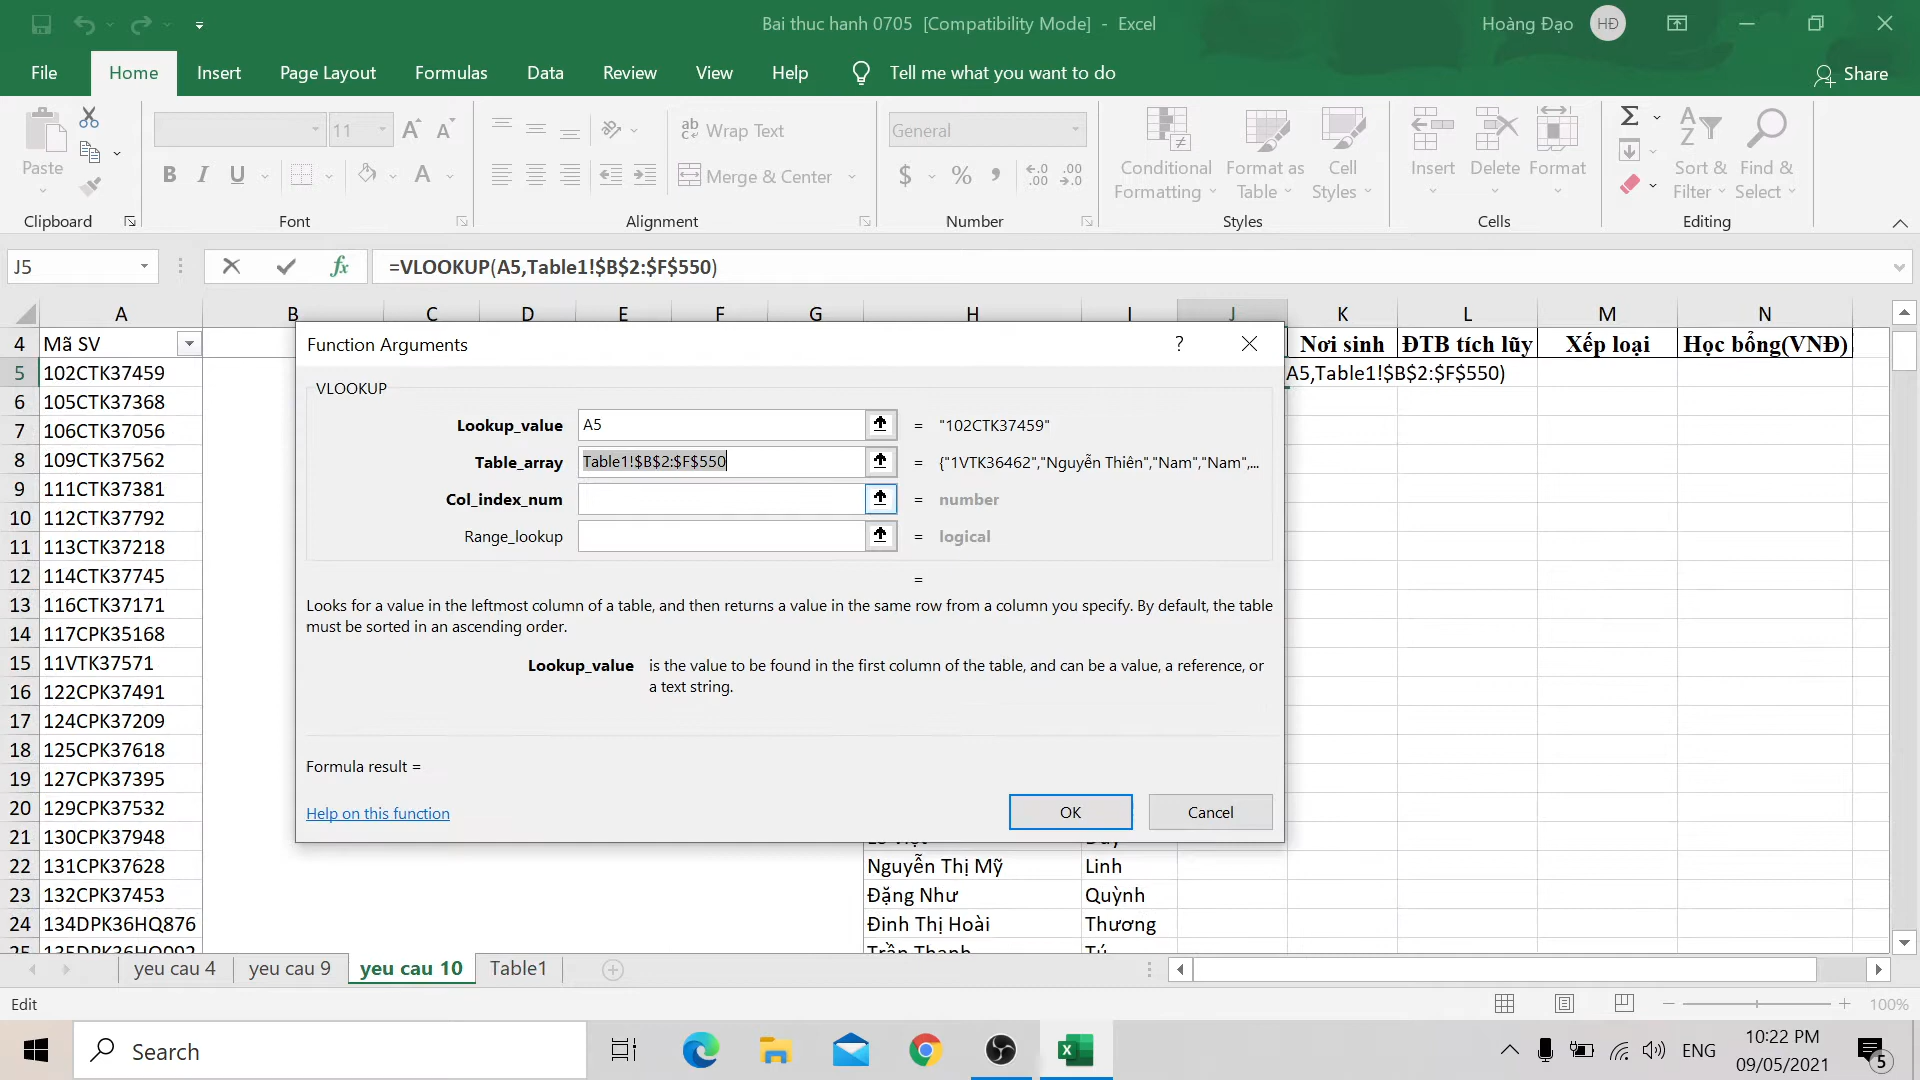 Bai thuc hanh 0705 [Compatibility Mode] - Excel
Hoàng Đạo HĐ
File Home Insert Page Layout Formulas Data Review View Help Tell me what you want to do Share
11 Wrap Text General
Paste Merge & Center
Conditional Formatting
Format as Table
Cell Styles
Insert Delete Format
Sort & Filter
Find & Select
Clipboard Font Alignment Number Styles Cells Editing
J5 =VLOOKUP(A5,Table1!$B$2:$F$550)
A B C D E F G H I J K L M N
4 Mã SV Nơi sinh ĐTB tích lũy Xếp loại Học bổng(VNĐ)
5 102CTK37459 A5,Table1!$B$2:$F$550)
6 105CTK37368
7 106CTK37056
8 109CTK37562
9 111CTK37381
10 112CTK37792
11 113CTK37218
12 114CTK37745
13 116CTK37171
14 117CPK35168
15 11VTK37571
16 122CPK37491
17 124CPK37209
18 125CPK37618
19 127CPK37395
20 129CPK37532
21 130CPK37948
22 131CPK37628 Nguyễn Thị Mỹ Linh
23 132CPK37453 Đặng Như Quỳnh
24 134DPK36HQ876 Đinh Thị Hoài Thương
25 135DPK36HQ092 Trần Thanh Tú
Function Arguments ? 
VLOOKUP
Lookup_value A5 = "102CTK37459"
Table_array Table1!$B$2:$F$550 = {"1VTK36462","Nguyễn Thiên","Nam","Nam",...
Col_index_num = number
Range_lookup = logical
=
Looks for a value in the leftmost column of a table, and then returns a value in the same row from a column you specify. By default, the table
must be sorted in an ascending order.
Lookup_value is the value to be found in the first column of the table, and can be a value, a reference, or
a text string.
Formula result =
Help on this function OK Cancel
yeu cau 4 yeu cau 9 yeu cau 10 Table1
Edit 100%
Search ENG 10:22 PM
09/05/2021 5